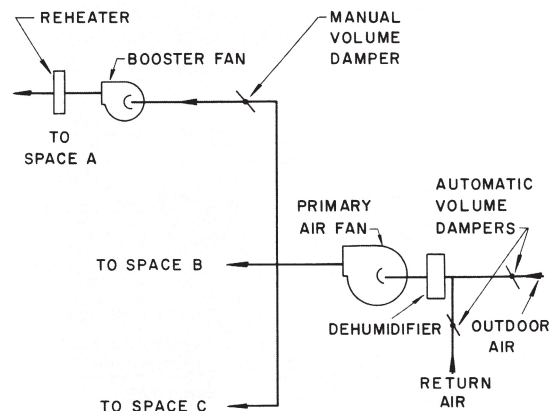 REHEATER
MANUAL
VOLUME
DAMPER
BOOSTER FAN
TO
SPACE A
AUTOMATIC
VOLUME
DAMPERS
PRIMARY
AIR FAN
TO SPACE B
DEHUMIDIFIER
OUTDOOR
AIR
RETURN
AIR
TO SPACE C